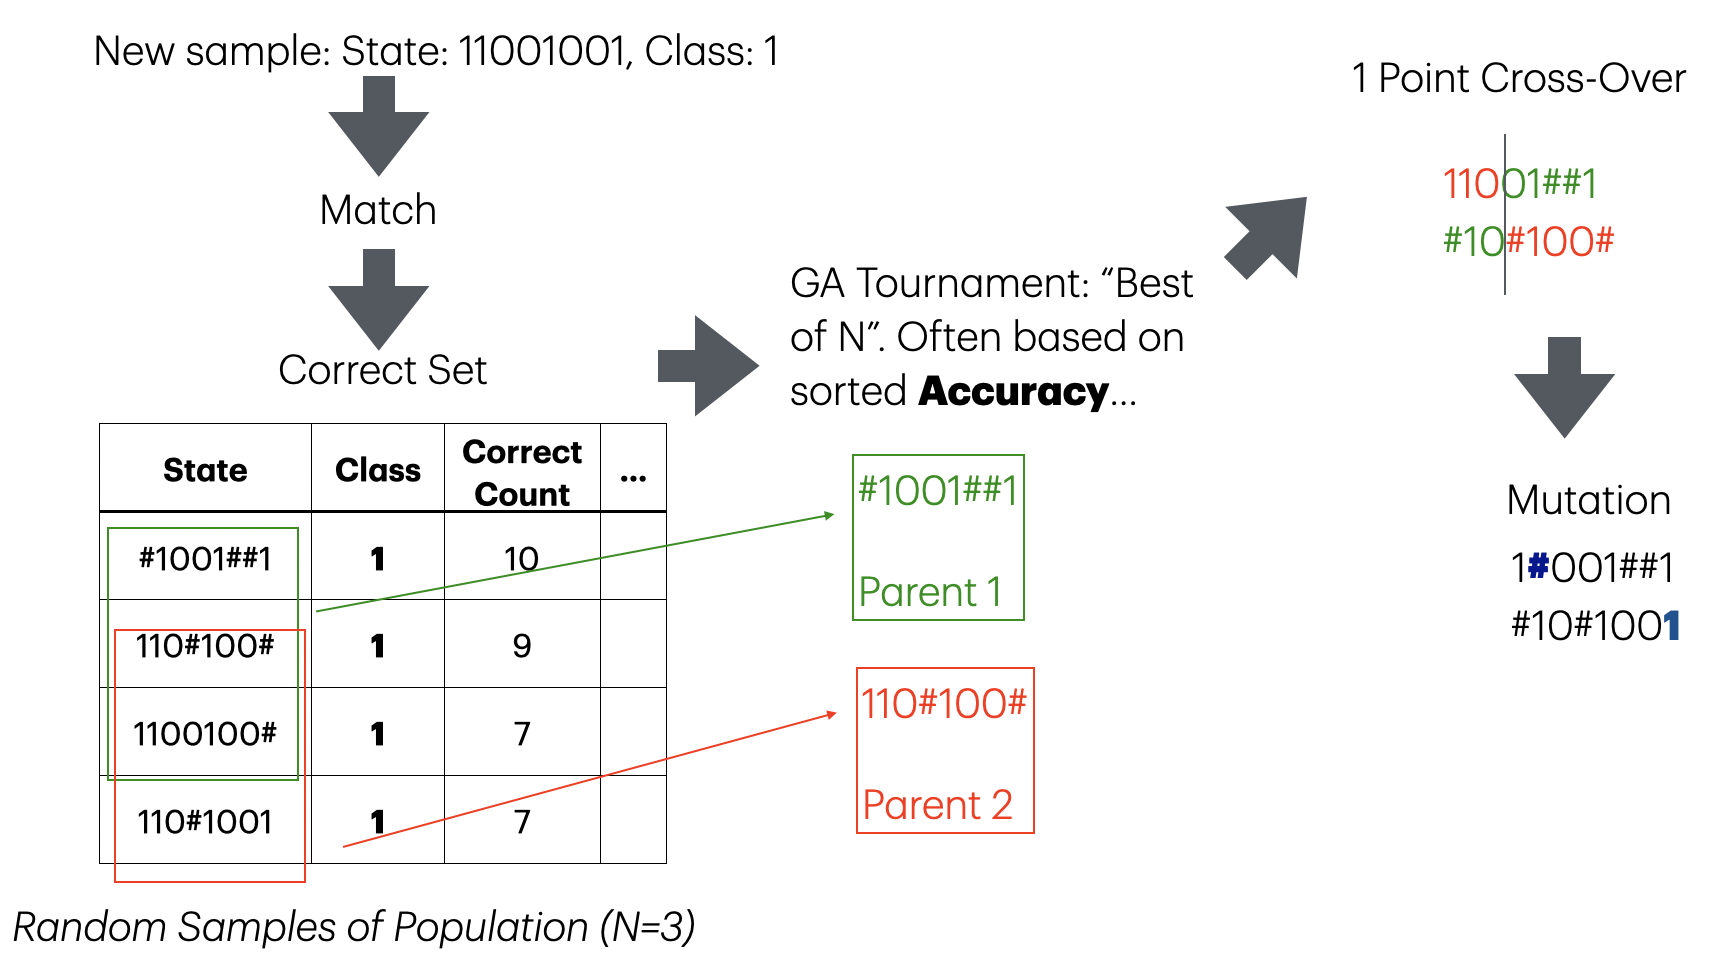 New sample: State: 11001001, Class: 1
Match
Correct Set
State Class Correct Count ...
#1001##1 1 10
110#100# 1 9
1100100# 1 7
110#1001 1 7
Random Samples of Population (N=3)
GA Tournament: “Best
of N”. Often based on
sorted Accuracy...
#1001##1
Parent 1
110#100#
Parent 2
1 Point Cross-Over
11001##1
#10#100#
Mutation
1#001##1
#10#1001